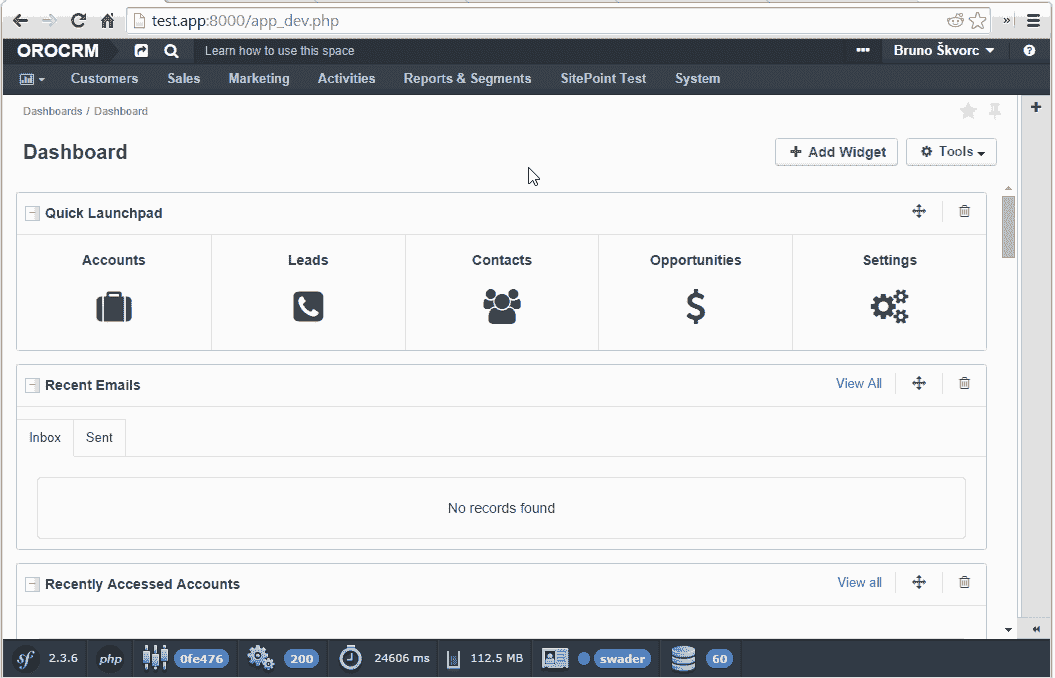 test.app:8000/app_dev.php
OROCRM Learn how to use this space Bruno Škvorc
Customers Sales Marketing Activities Reports & Segments SitePoint Test System
Dashboards / Dashboard
Dashboard Add Widget Tools
Quick Launchpad
Accounts Leads Contacts Opportunities Settings
Recent Emails View All
Inbox Sent
No records found
Recently Accessed Accounts View all
sf 2.3.6 php 0fe476 200 24606 ms 112.5 MB swader 60